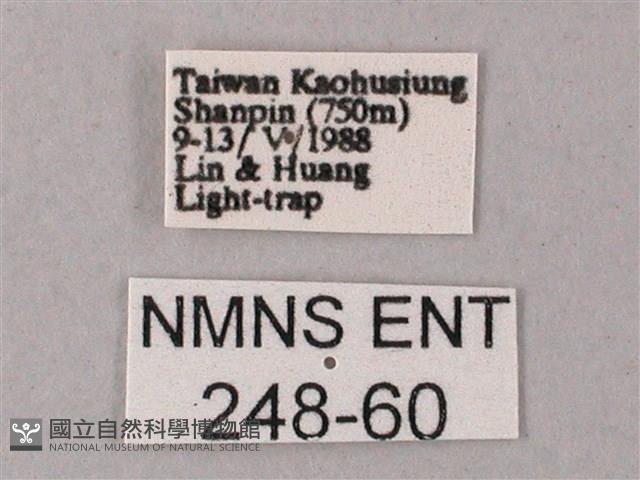 Taiwan Kaohusiung
Shanpin (750m)
9-13/ V /1988
Lin & Huang
Light-trap
NMNS ENT
248-60
國立自然科學博物館
NATIONAL MUSEUM OF NATURAL SCIENCE